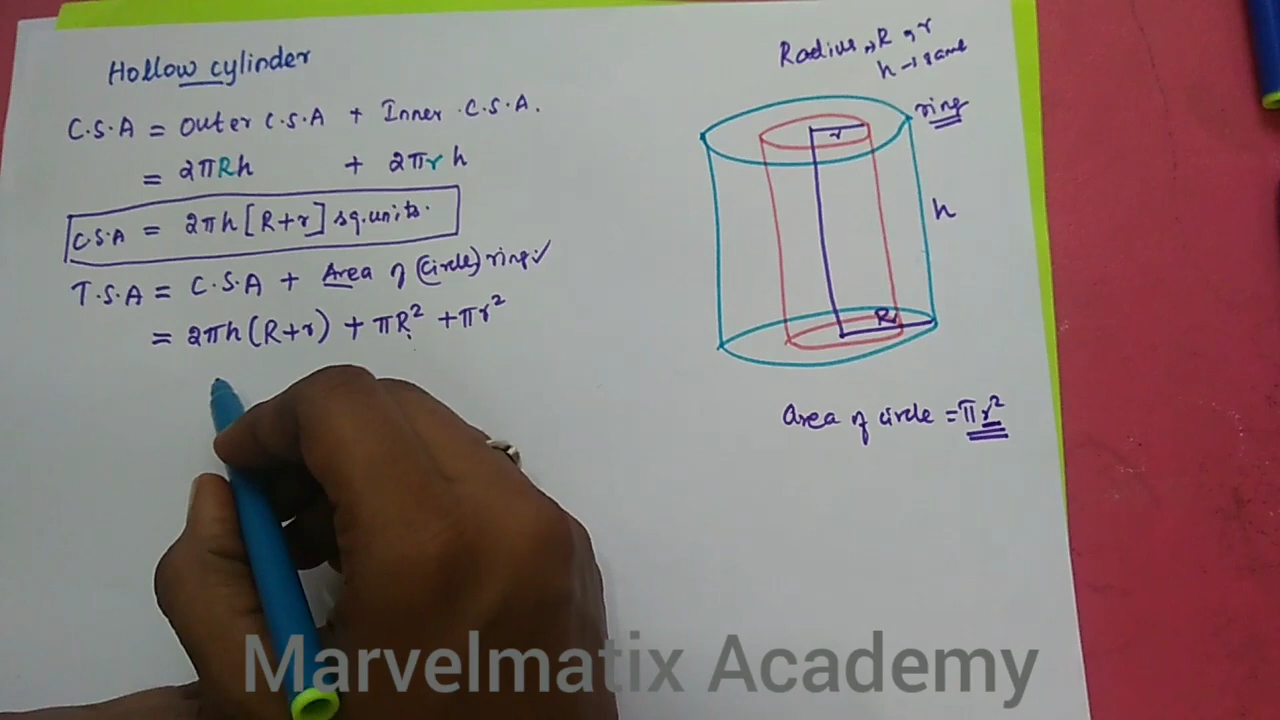 Hollow cylinder
C.S.A = outer C.S.A + Inner C.S.A.
= 2πRh + 2πrh
C.S.A = 2πh[R+r] sq.units.
T.S.A = C.S.A + Area of (Circle) ring ✓
= 2πh(R+r) + πR² + πr²
Radius → R, r
h → same
ring
r
h
R
Area of circle = πr²
Marvelmatix Academy